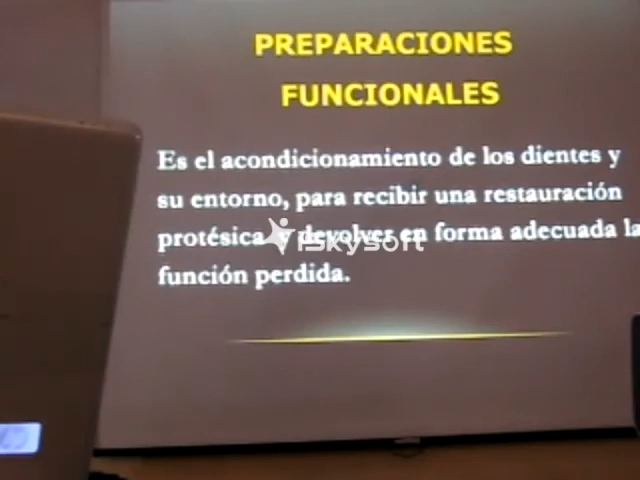 PREPARACIONES
FUNCIONALES
Es el acondicionamiento de los dientes y
su entorno, para recibir una restauración
protésica y devolver en forma adecuada la
función perdida.
iSkysoft